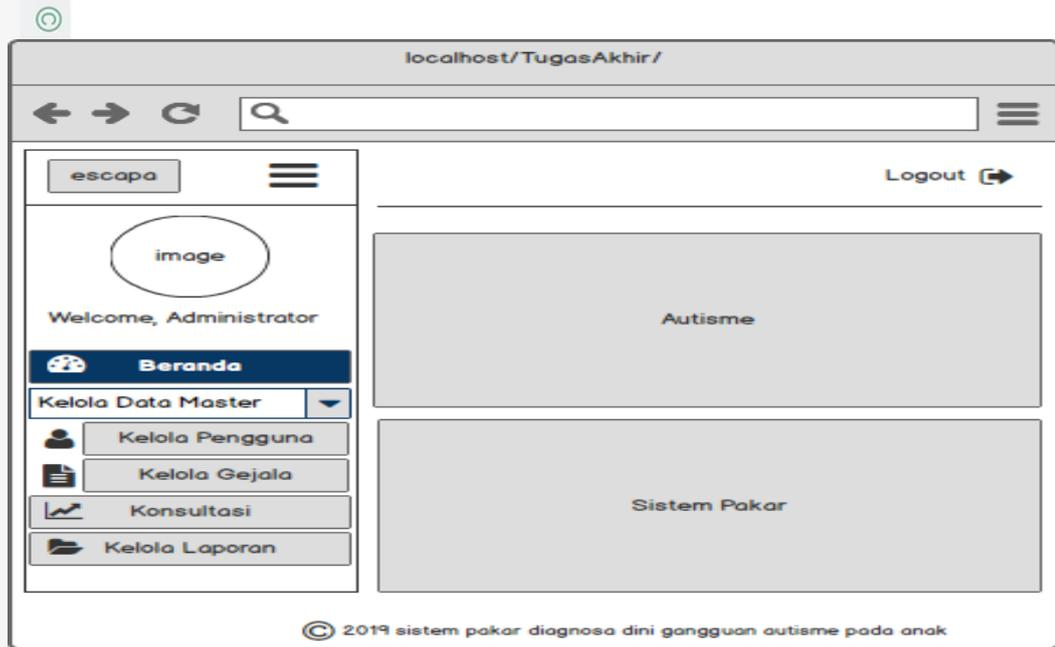 localhost/TugasAkhir/
escapa
Logout
image
Welcome, Administrator
Beranda
Kelola Data Master
Kelola Pengguna
Kelola Gejala
Konsultasi
Kelola Laporan
Autisme
Sistem Pakar
© 2019 sistem pakar diagnosa dini gangguan autisme pada anak